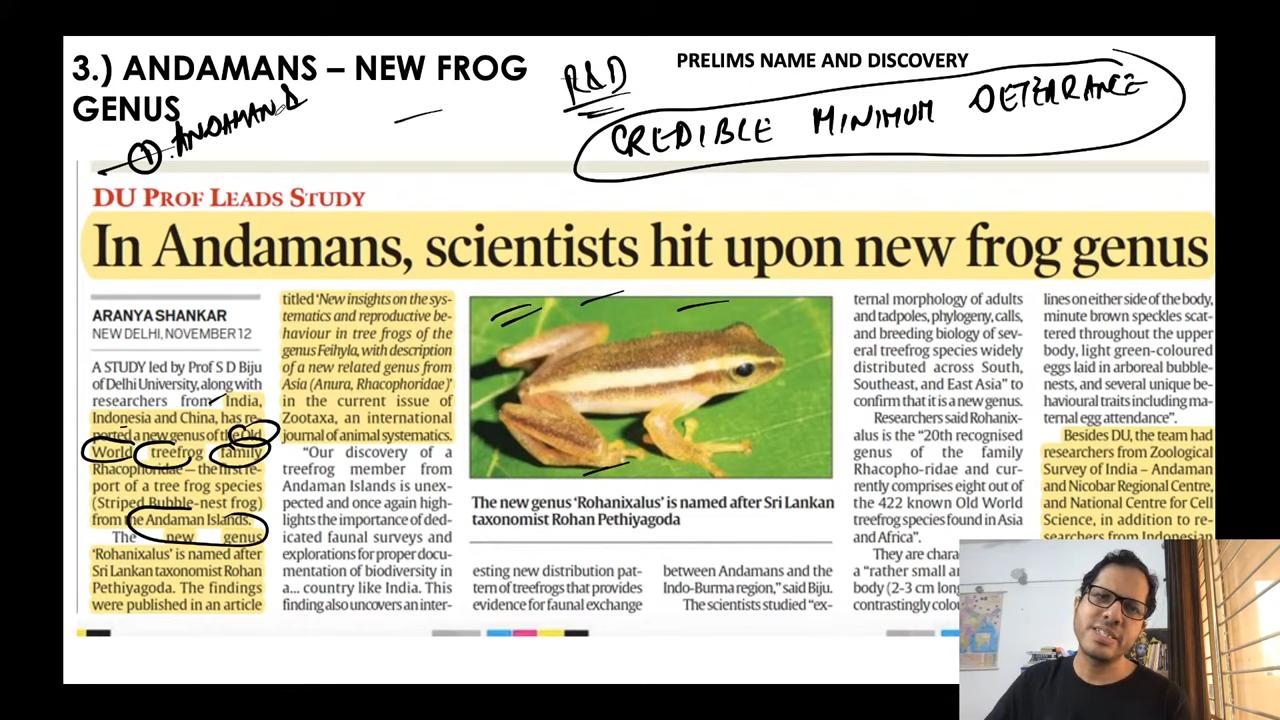 3.) ANDAMANS – NEW FROG
GENUS
① ANDAMANS
R&D
PRELIMS NAME AND DISCOVERY
CREDIBLE MINIMUM DETERRANCE
DU PROF LEADS STUDY
In Andamans, scientists hit upon new frog genus
ARANYA SHANKAR
NEW DELHI, NOVEMBER 12
A STUDY led by Prof S D Biju
of Delhi University, along with
researchers from India,
Indonesia and China, has re-
ported a new genus of the Old
World treefrog family
Rhacophoridae — the first re-
port of a tree frog species
(Striped Bubble-nest frog)
from the Andaman Islands.
The new genus
'Rohanixalus' is named after
Sri Lankan taxonomist Rohan
Pethiyagoda. The findings
were published in an article
titled 'New insights on the sys-
tematics and reproductive be-
haviour in tree frogs of the
genus Feihyla, with description
of a new related genus from
Asia (Anura, Rhacophoridae)'
in the current issue of
Zootaxa, an international
journal of animal systematics.
"Our discovery of a
treefrog member from
Andaman Islands is unex-
pected and once again high-
lights the importance of ded-
icated faunal surveys and
explorations for proper docu-
mentation of biodiversity in
a... country like India. This
finding also uncovers an inter-
The new genus 'Rohanixalus' is named after Sri Lankan
taxonomist Rohan Pethiyagoda
esting new distribution pat-
tern of treefrogs that provides
evidence for faunal exchange
between Andamans and the
Indo-Burma region," said Biju.
The scientists studied "ex-
ternal morphology of adults
and tadpoles, phylogeny, calls,
and breeding biology of sev-
eral treefrog species widely
distributed across South,
Southeast, and East Asia" to
confirm that it is a new genus.
Researchers said Rohanix-
alus is the "20th recognised
genus of the family
Rhacopho-ridae and cur-
rently comprises eight out of
the 422 known Old World
treefrog species found in Asia
and Africa".
They are chara
a "rather small a
body (2-3 cm long
contrastingly colou
lines on either side of the body,
minute brown speckles scat-
tered throughout the upper
body, light green-coloured
eggs laid in arboreal bubble-
nests, and several unique be-
havioural traits including ma-
ternal egg attendance".
Besides DU, the team had
researchers from Zoological
Survey of India – Andaman
and Nicobar Regional Centre,
and National Centre for Cell
Science, in addition to re-
searchers from Indonesian